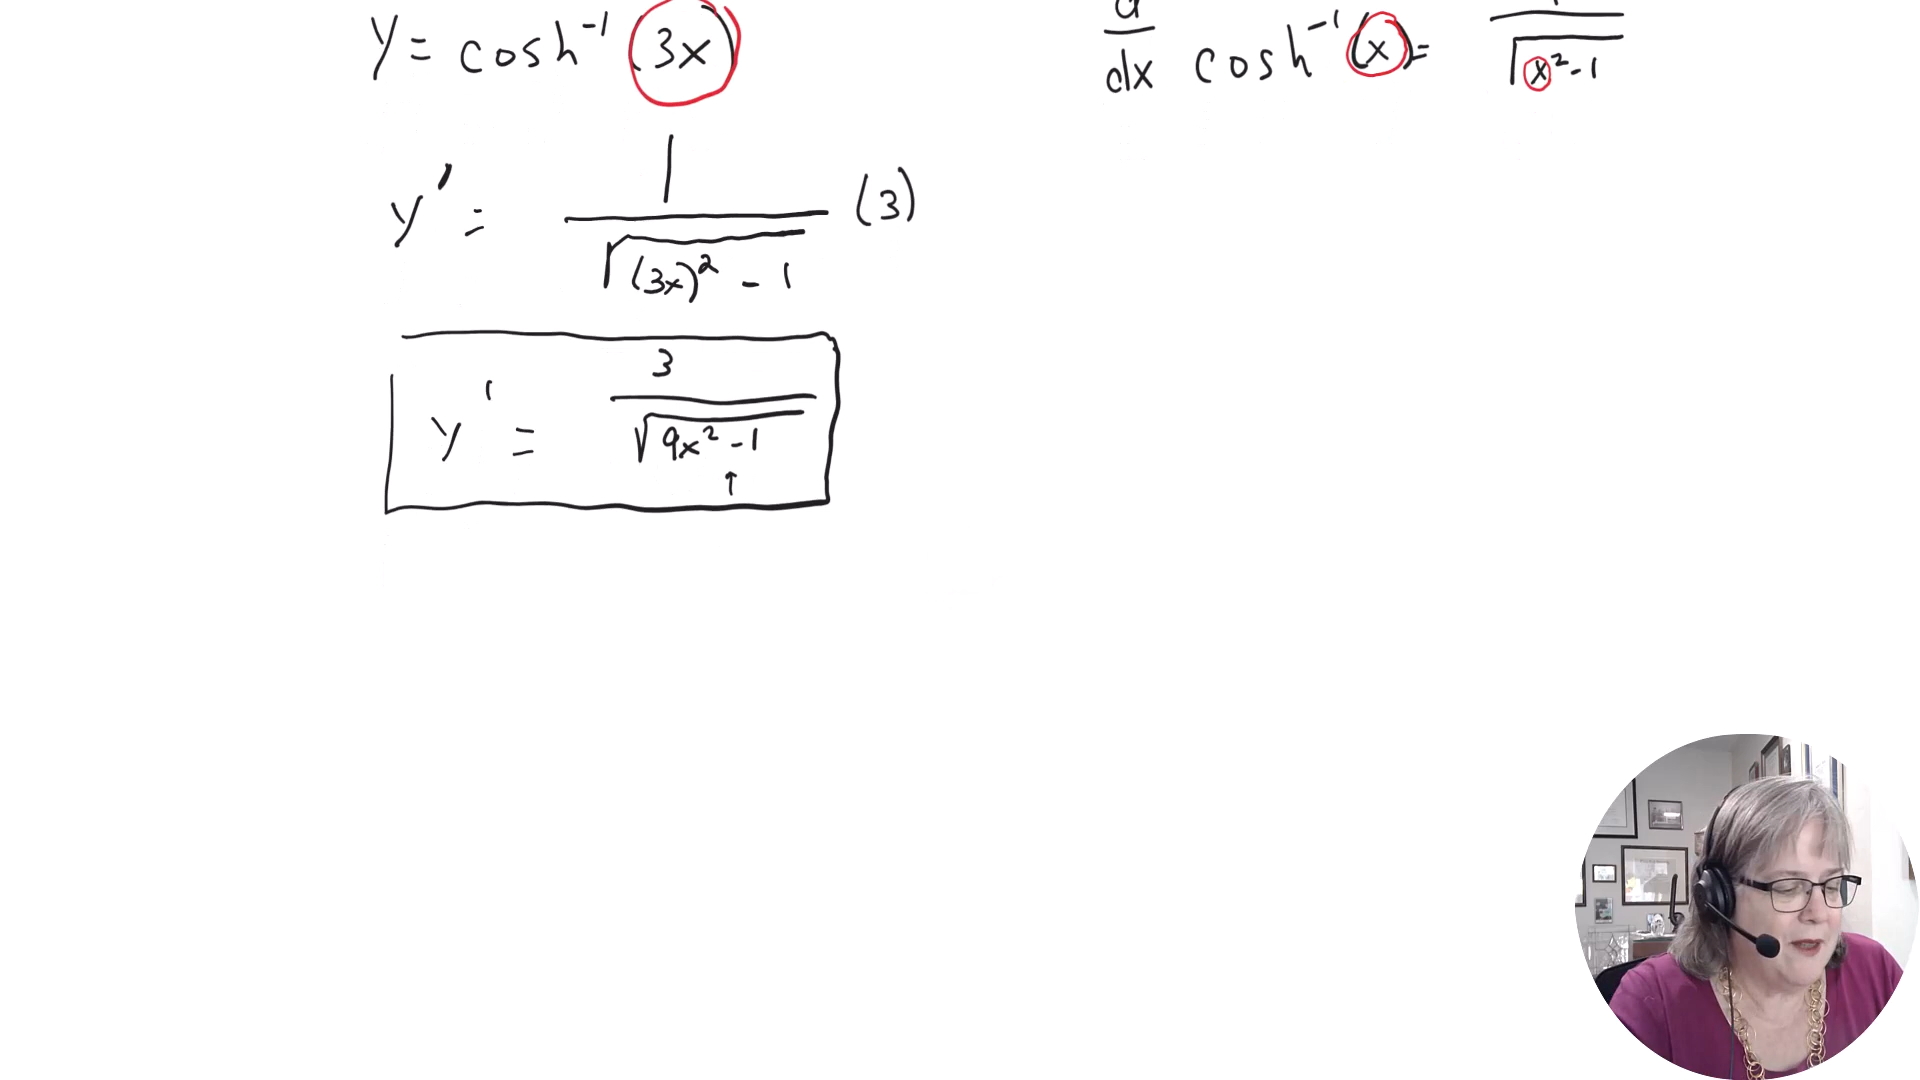 y = cosh⁻¹ (3x)
d/dx cosh⁻¹(x) = 1/√(x² - 1)
y' = 1/√((3x)² - 1) (3)
y' = 3/√(9x² - 1)
↑